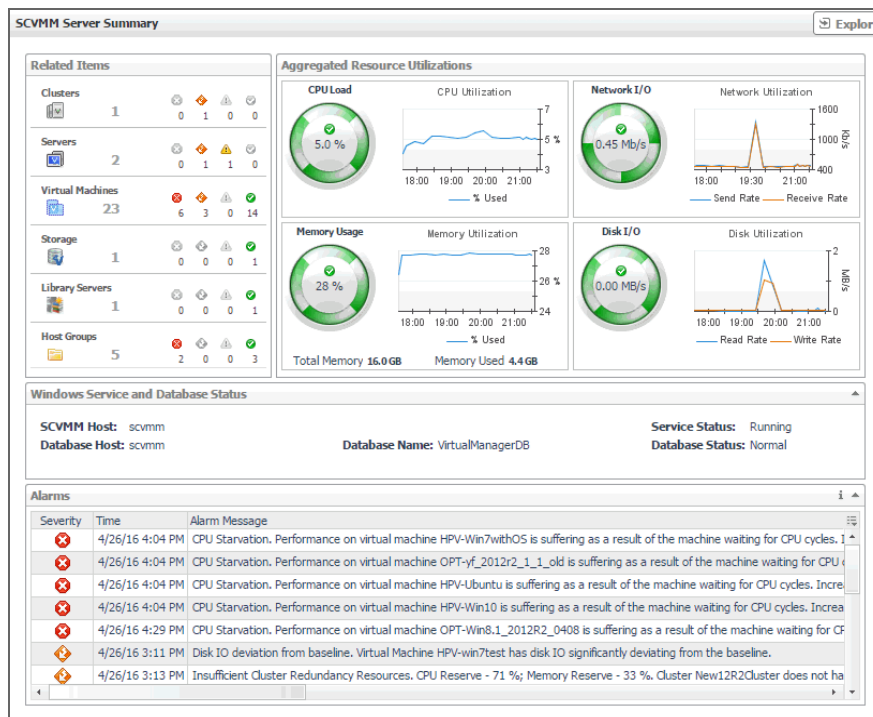 SCVMM Server Summary
Explor
Related Items
Clusters
1
0 1 0 0
Servers
2
0 1 1 0
Virtual Machines
23
6 3 0 14
Storage
1
0 0 0 1
Library Servers
1
0 0 0 1
Host Groups
5
2 0 0 3
Aggregated Resource Utilizations
CPU Load
5.0 %
CPU Utilization
7
5 %
3
18:00 19:00 20:00 21:00
% Used
Network I/O
0.45 Mb/s
Network Utilization
1600
1000
400
Kb/s
18:00 19:30 21:00
Send Rate Receive Rate
Memory Usage
28 %
Memory Utilization
28
26 %
24
18:00 19:00 20:00 21:00
% Used
Total Memory 16.0 GB Memory Used 4.4 GB
Disk I/O
0.00 MB/s
Disk Utilization
2
0
MB/s
18:00 19:00 20:00 21:00
Read Rate Write Rate
Windows Service and Database Status
SCVMM Host: scvmm Service Status: Running
Database Host: scvmm Database Name: VirtualManagerDB Database Status: Normal
Alarms
Severity Time Alarm Message
4/26/16 4:04 PM CPU Starvation. Performance on virtual machine HPV-Win7withOS is suffering as a result of the machine waiting for CPU cycles. I
4/26/16 4:04 PM CPU Starvation. Performance on virtual machine OPT-yf_2012r2_1_1_old is suffering as a result of the machine waiting for CPU
4/26/16 4:04 PM CPU Starvation. Performance on virtual machine HPV-Ubuntu is suffering as a result of the machine waiting for CPU cycles. Increa
4/26/16 4:04 PM CPU Starvation. Performance on virtual machine HPV-Win10 is suffering as a result of the machine waiting for CPU cycles. Increa
4/26/16 4:29 PM CPU Starvation. Performance on virtual machine OPT-Win8.1_2012R2_0408 is suffering as a result of the machine waiting for CP
4/26/16 3:11 PM Disk IO deviation from baseline. Virtual Machine HPV-win7test has disk IO significantly deviating from the baseline.
4/26/16 3:13 PM Insufficient Cluster Redundancy Resources. CPU Reserve - 71 %; Memory Reserve - 33 %. Cluster New12R2Cluster does not ha